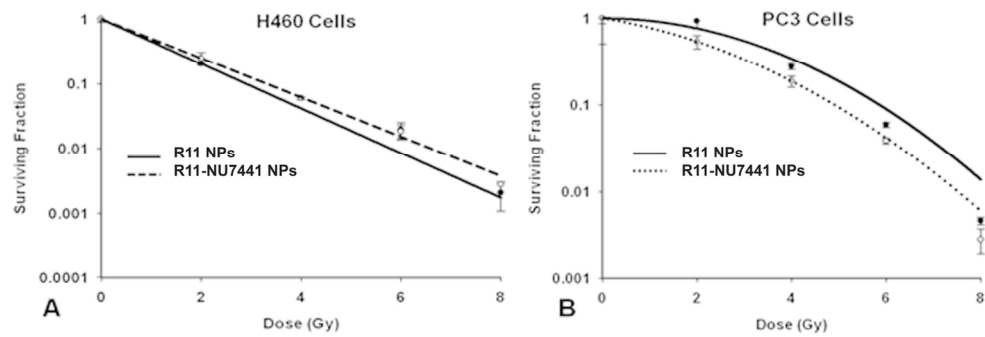 H460 Cells
Surviving Fraction
1
0.1
0.01
0.001
0.0001
R11 NPs
R11-NU7441 NPs
0 2 4 6 8
Dose (Gy)
A
PC3 Cells
Surviving Fraction
1
0.1
0.01
0.001
R11 NPs
R11-NU7441 NPs
0 2 4 6 8
Dose (Gy)
B